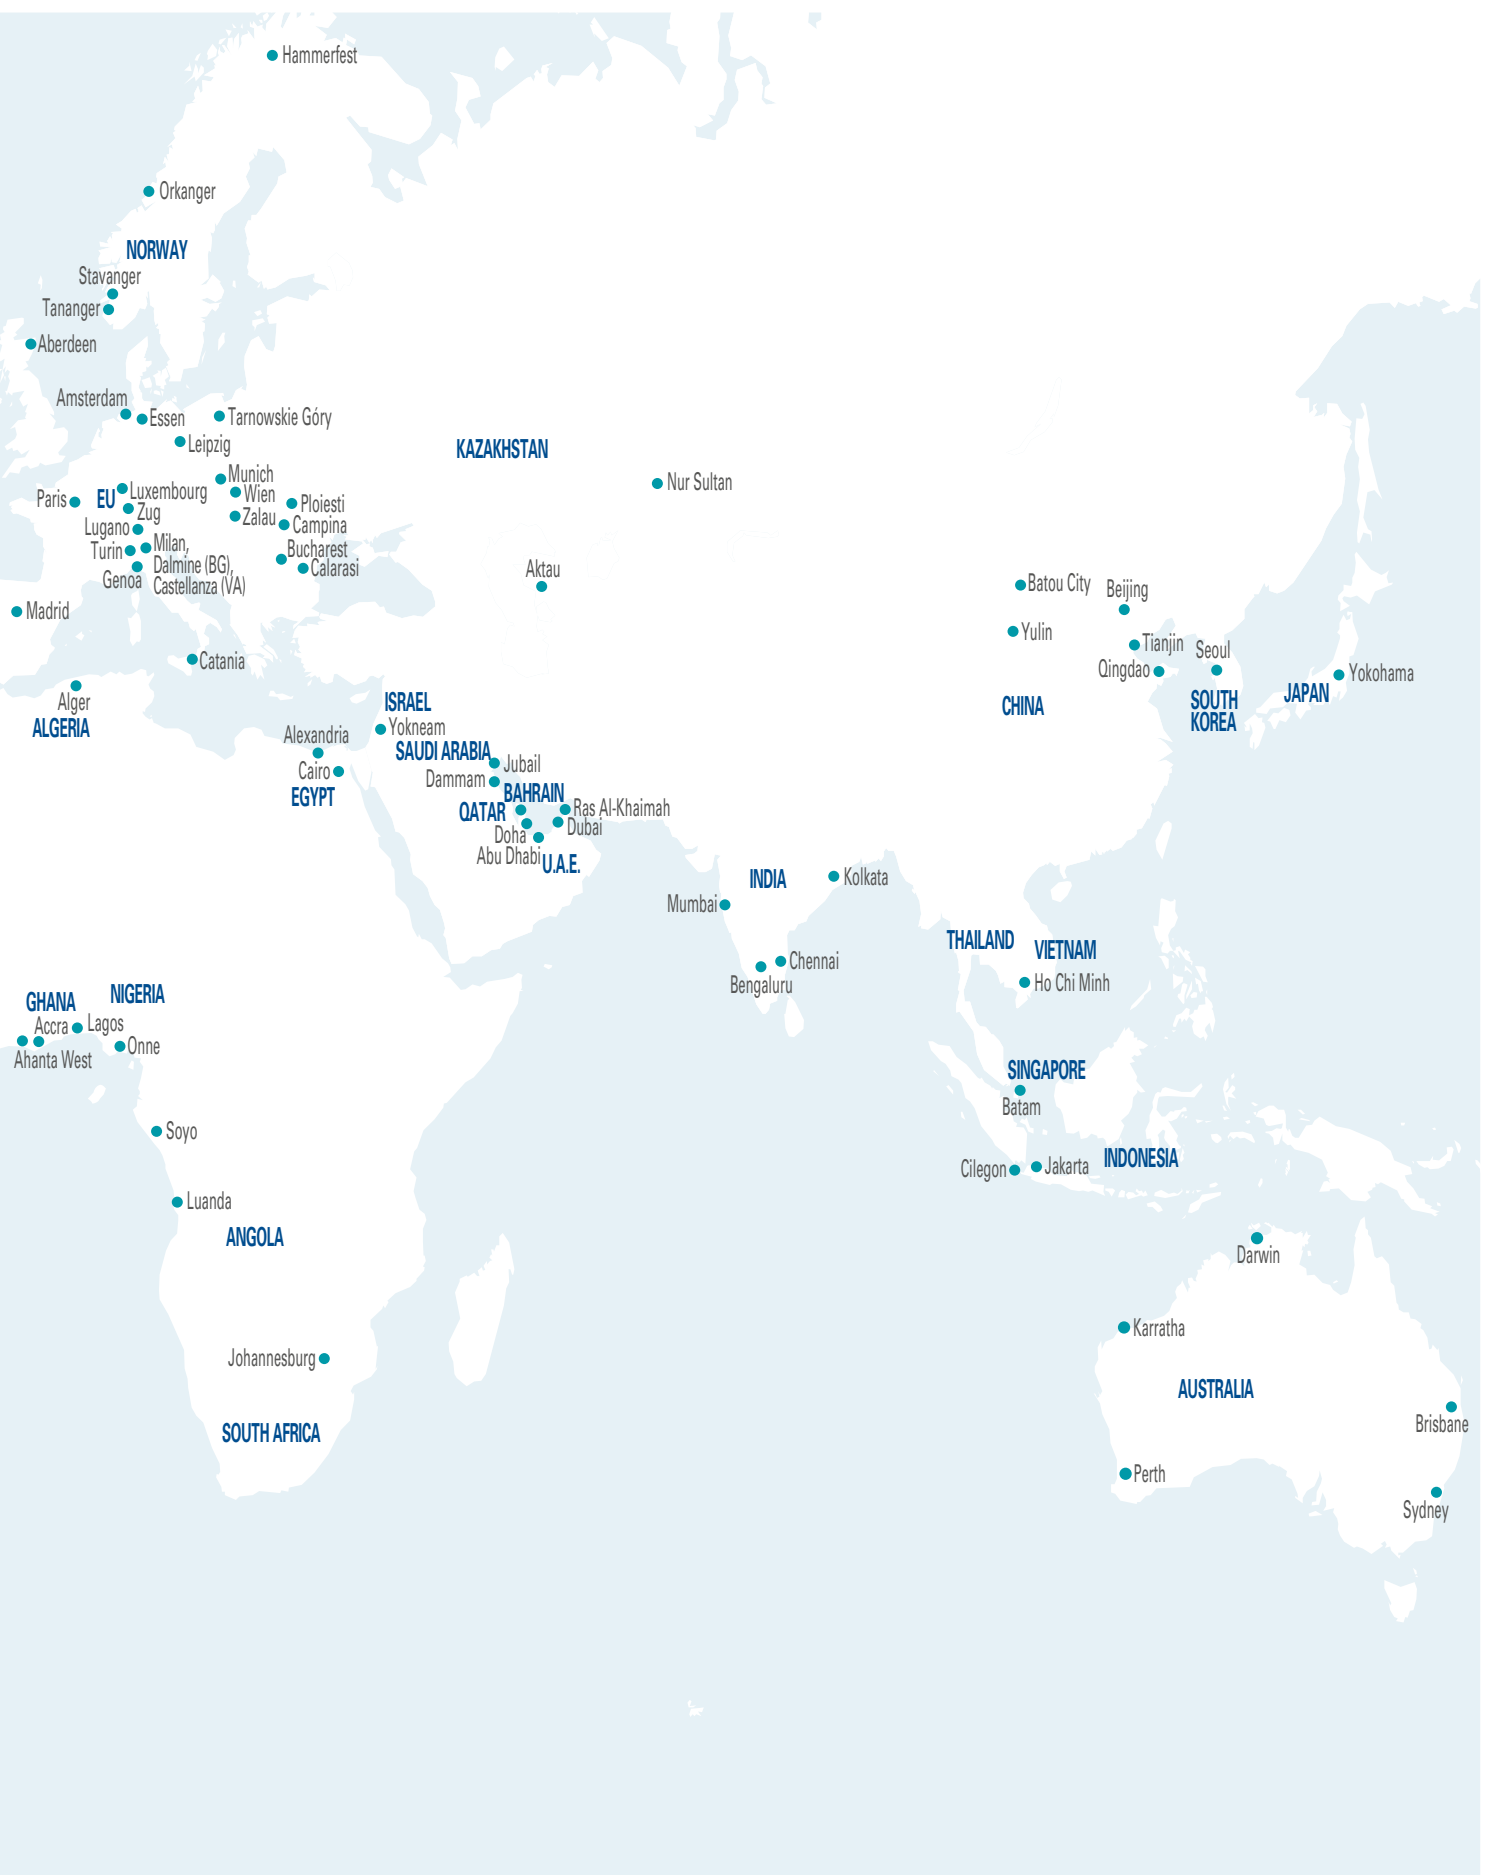 Hammerfest
Orkanger
NORWAY
Stavanger
Tananger
Aberdeen
Amsterdam
Essen
Tarnowskie Góry
Leipzig
KAZAKHSTAN
Munich
Nur Sultan
Luxembourg
Wien
Paris
EU
Zug
Ploiesti
Zalau
Lugano
Campina
Turin
Milan,
Dalmine (BG),
Castellanza (VA)
Bucharest
Calarasi
Genoa
Aktau
Batou City
Beijing
Madrid
Yulin
Tianjin
Seoul
Catania
Qingdao
Yokohama
Alger
ALGERIA
ISRAEL
CHINA
SOUTH
KOREA
JAPAN
Yokneam
Alexandria
SAUDI ARABIA
Jubail
Cairo
Dammam
EGYPT
BAHRAIN
QATAR
Ras Al-Khaimah
Doha
Dubai
Abu Dhabi
U.A.E.
INDIA
Kolkata
Mumbai
THAILAND
VIETNAM
Chennai
Bengaluru
Ho Chi Minh
GHANA
NIGERIA
Accra
Lagos
Onne
Ahanta West
SINGAPORE
Batam
Soyo
INDONESIA
Cilegon
Jakarta
Luanda
ANGOLA
Darwin
Karratha
Johannesburg
AUSTRALIA
Brisbane
SOUTH AFRICA
Perth
Sydney